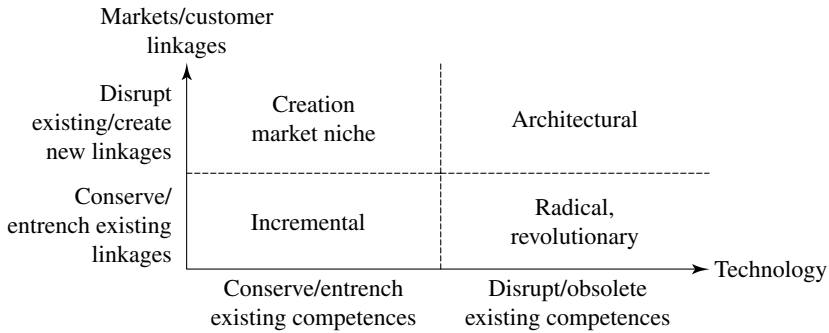 Markets/customer
linkages
Disrupt
existing/create
new linkages
Creation
market niche
Architectural
Conserve/
entrench existing
linkages
Incremental
Radical,
revolutionary
Technology
Conserve/entrench
existing competences
Disrupt/obsolete
existing competences